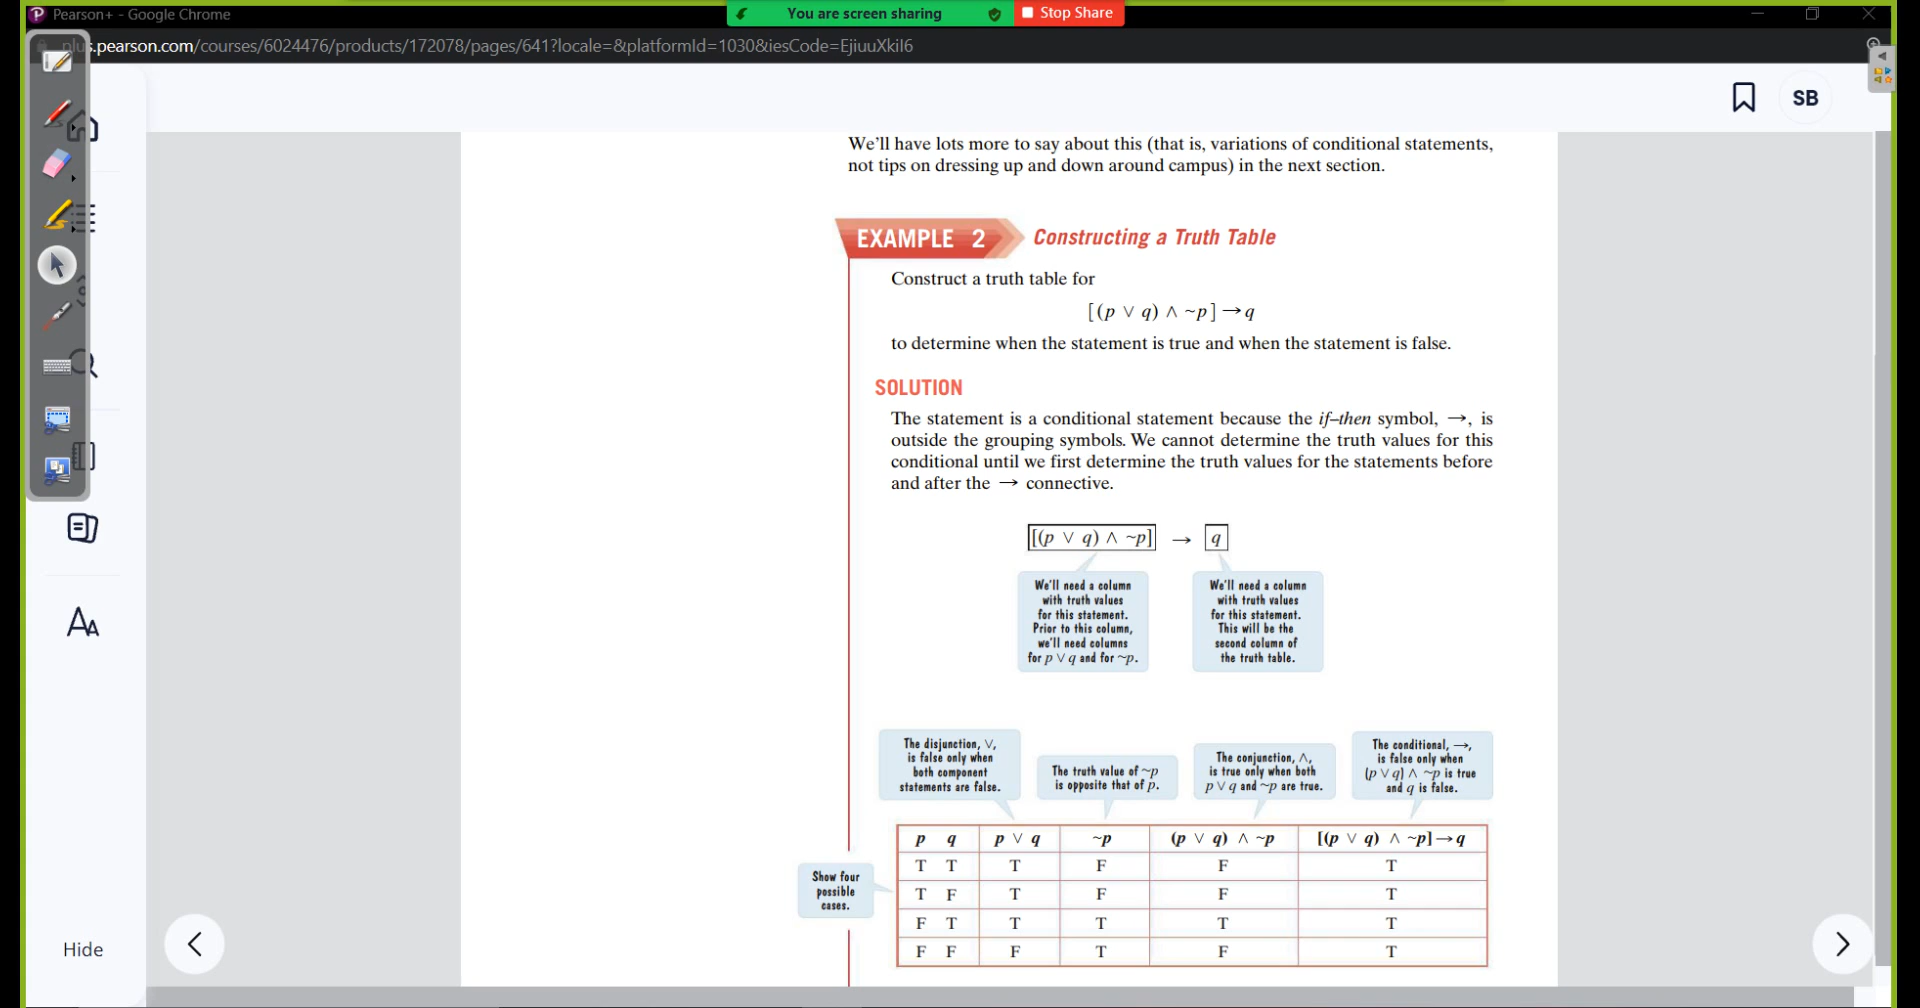 Pearson+ - Google Chrome
You are screen sharing
Stop Share
plus.pearson.com/courses/6024476/products/172078/pages/641?locale=&platformId=1030&iesCode=EjiuuXkiI6
SB
We'll have lots more to say about this (that is, variations of conditional statements,
not tips on dressing up and down around campus) in the next section.
EXAMPLE 2 Constructing a Truth Table
Construct a truth table for
[(p ∨ q) ∧ ~p] → q
to determine when the statement is true and when the statement is false.
SOLUTION
The statement is a conditional statement because the if–then symbol, →, is
outside the grouping symbols. We cannot determine the truth values for this
conditional until we first determine the truth values for the statements before
and after the → connective.
[(p ∨ q) ∧ ~p] → q
We'll need a column
with truth values
for this statement.
Prior to this column,
we'll need columns
for p ∨ q and for ~p.
We'll need a column
with truth values
for this statement.
This will be the
second column of
the truth table.
The disjunction, ∨,
is false only when
both component
statements are false.
The truth value of ~p
is opposite that of p.
The conjunction, ∧,
is true only when both
p ∨ q and ~p are true.
The conditional, →,
is false only when
(p ∨ q) ∧ ~p is true
and q is false.
Show four
possible
cases.
p q p ∨ q ~p (p ∨ q) ∧ ~p [(p ∨ q) ∧ ~p] → q
T T T F F T
T F T F F T
F T T T T T
F F F T F T
Hide